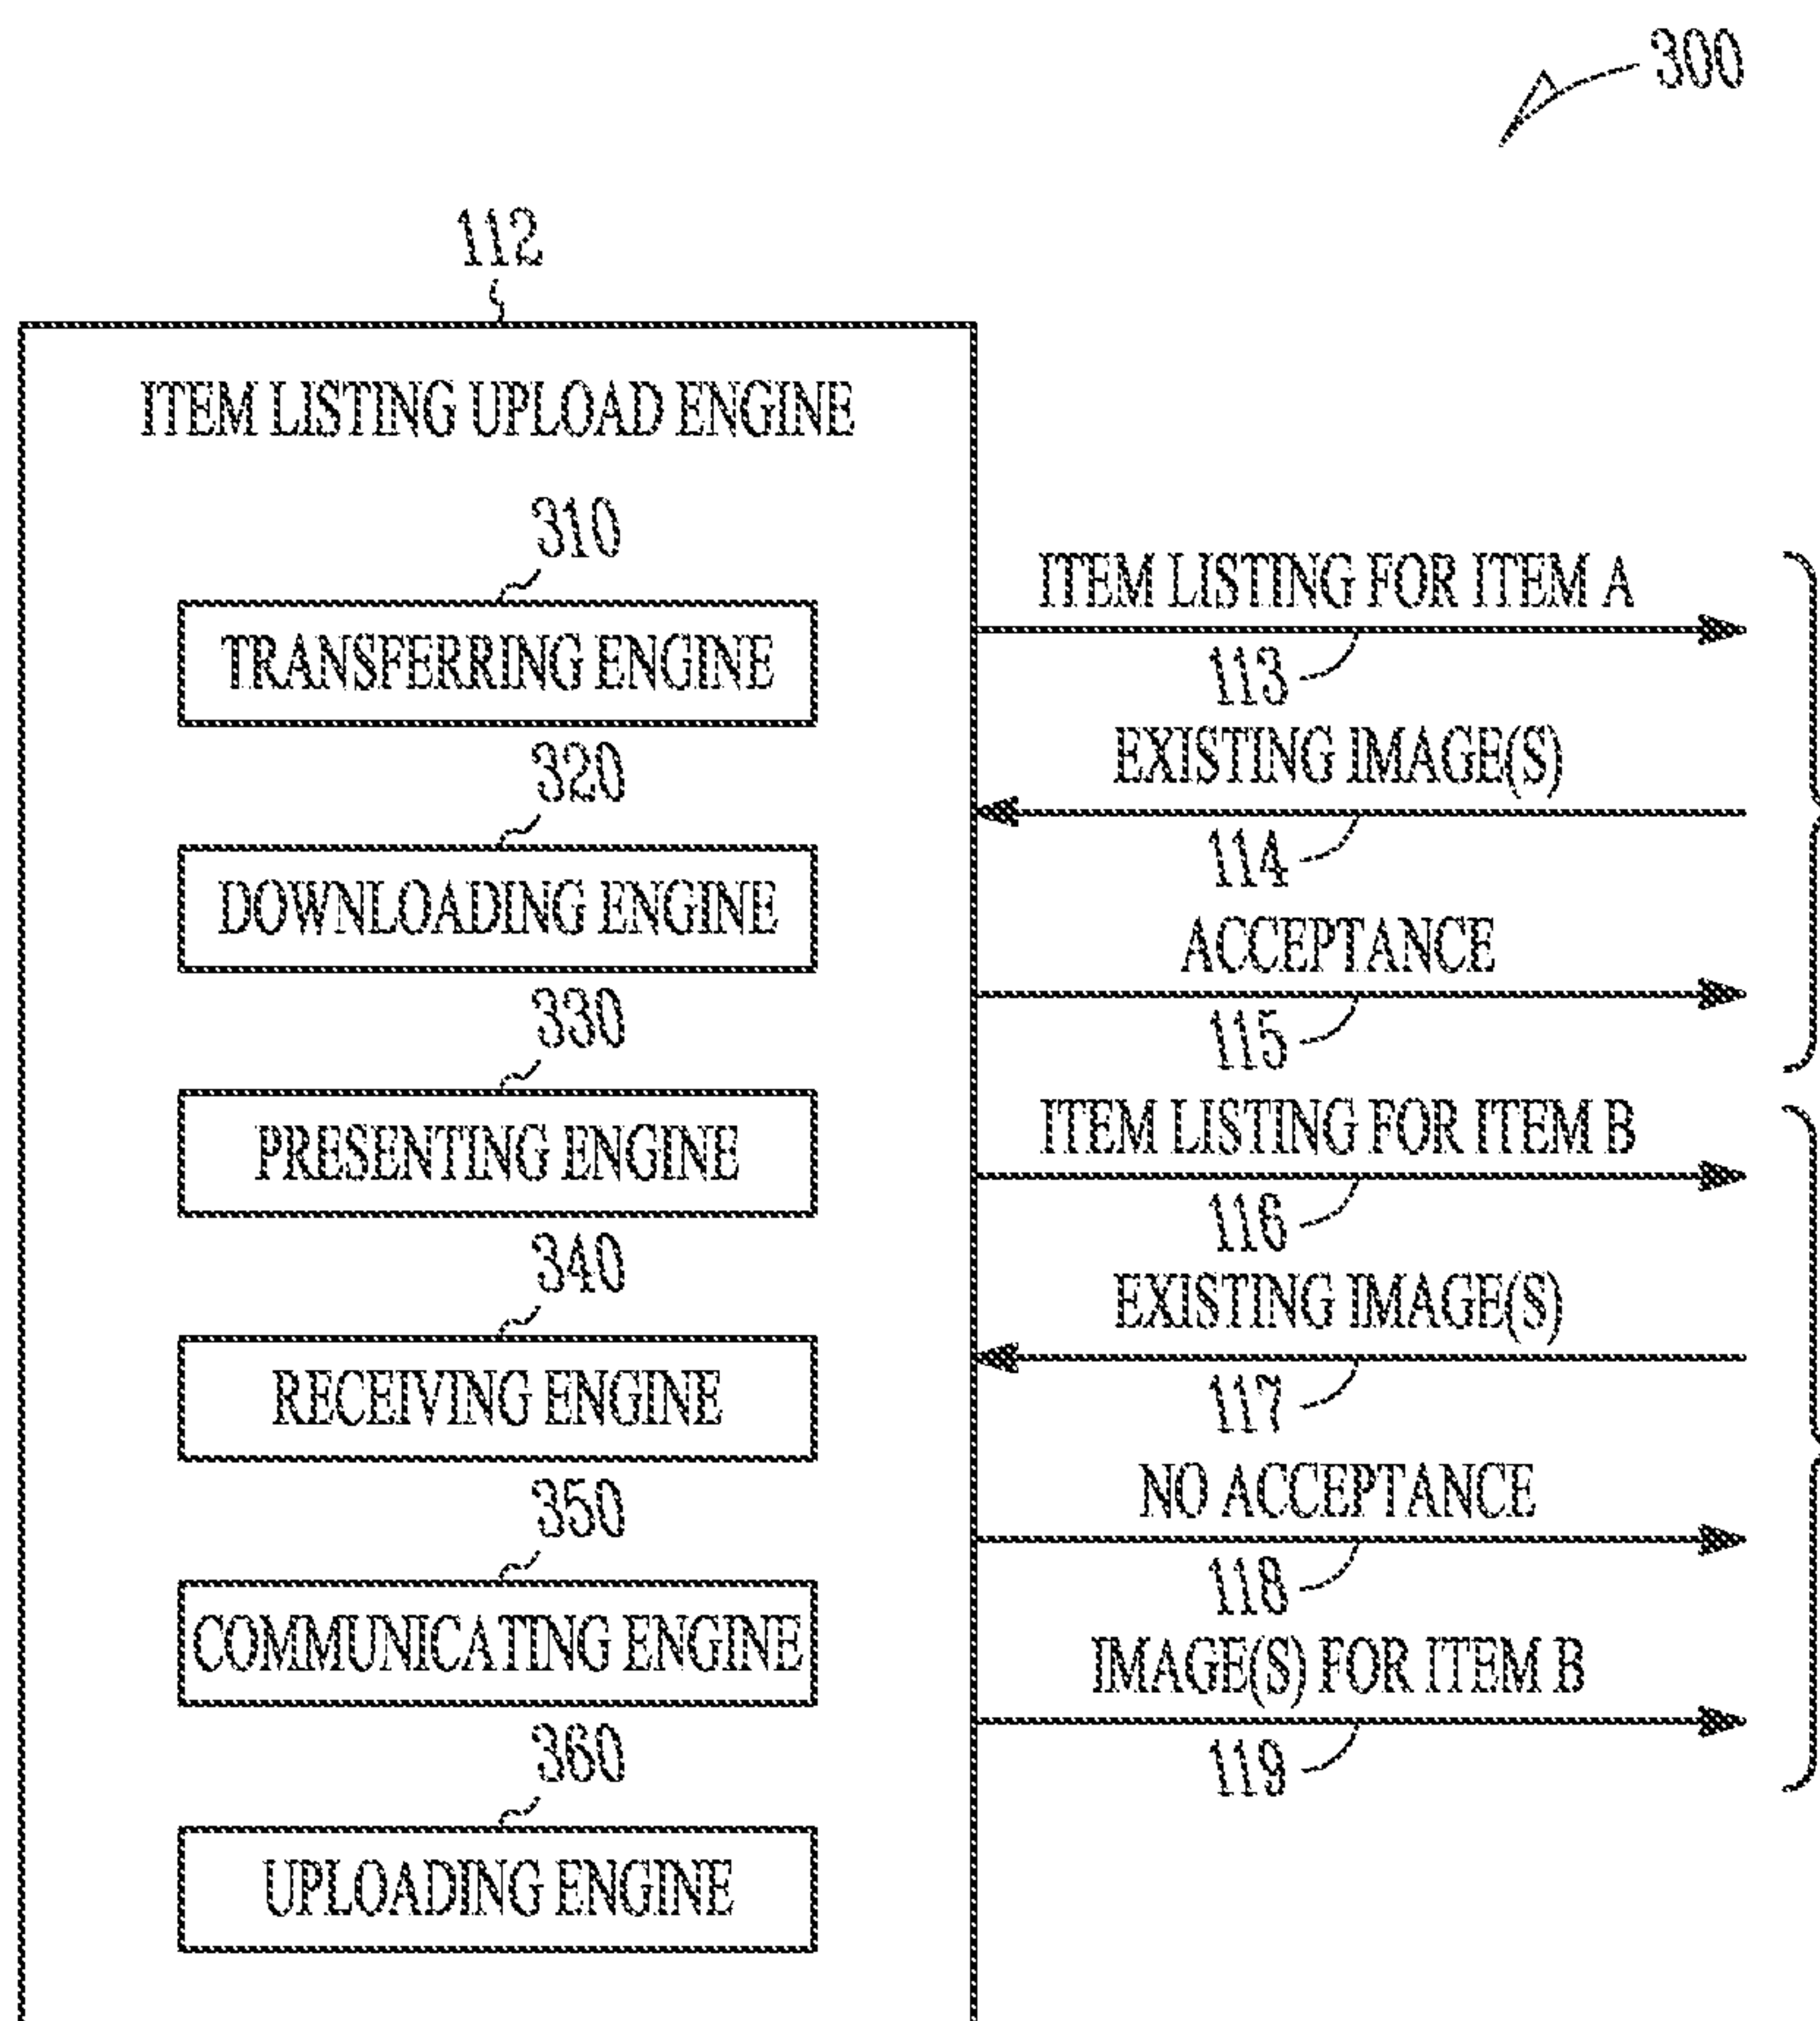 300
112
ITEM LISTING UPLOAD ENGINE
310
TRANSFERRING ENGINE
320
DOWNLOADING ENGINE
330
PRESENTING ENGINE
340
RECEIVING ENGINE
350
COMMUNICATING ENGINE
360
UPLOADING ENGINE
ITEM LISTING FOR ITEM A
113
EXISTING IMAGE(S)
114
ACCEPTANCE
115
ITEM LISTING FOR ITEM B
116
EXISTING IMAGE(S)
117
NO ACCEPTANCE
118
IMAGE(S) FOR ITEM B
119